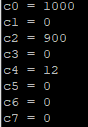 c0 = 1000
c1 = 0
c2 = 900
c3 = 0
c4 = 12
c5 = 0
c6 = 0
c7 = 0